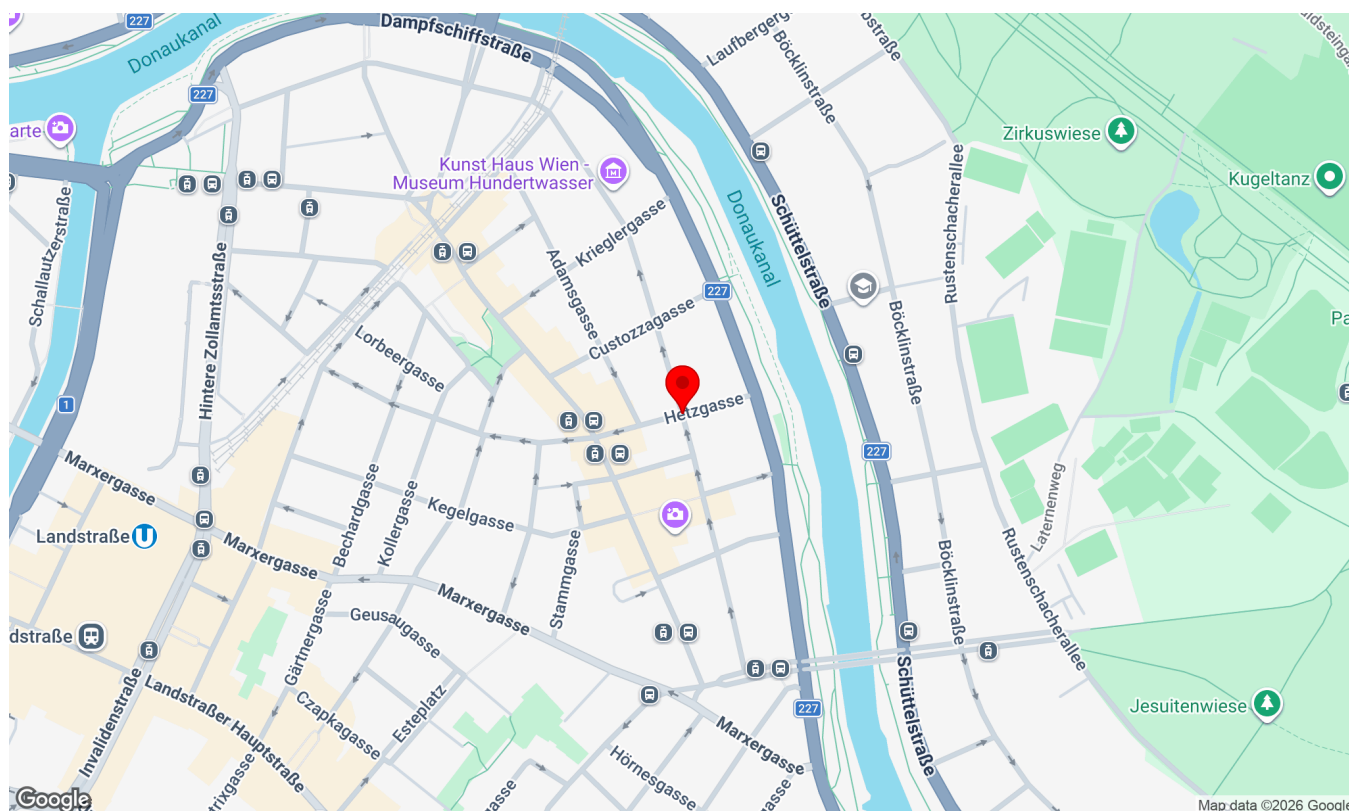 227
Dampfschiffstraße
Donaukanal
227
Laufbergerg
Böcklinstraße
bstraße
arte
Kunst Haus Wien -
Museum Hundertwasser
Zirkuswiese
Kugeltanz
Rustenschacherallee
Schallautzerstraße
Hintere Zollamtsstraße
Krieglergasse
Adamsgasse
Donaukanal
Schüttelstraße
227
Böcklinstraße
Pa
Custozzagasse
Lorbeergasse
Hetzgasse
1
227
Marxergasse
Landstraße
U
Bechardgasse
Kollergasse
Kegelgasse
Stammgasse
Laternenweg
Marxergasse
Marxergasse
Böcklinstraße
Rustenschacherallee
Geusaugasse
dstraße
Gärtnergasse
Landstraßer Hauptstraße
Invalidenstraße
Czapkagasse
Esteplatz
Schüttelstraße
227
Jesuitenwiese
Marxergasse
Hörnesgasse
trixgasse
Google
Map data ©2026 Google